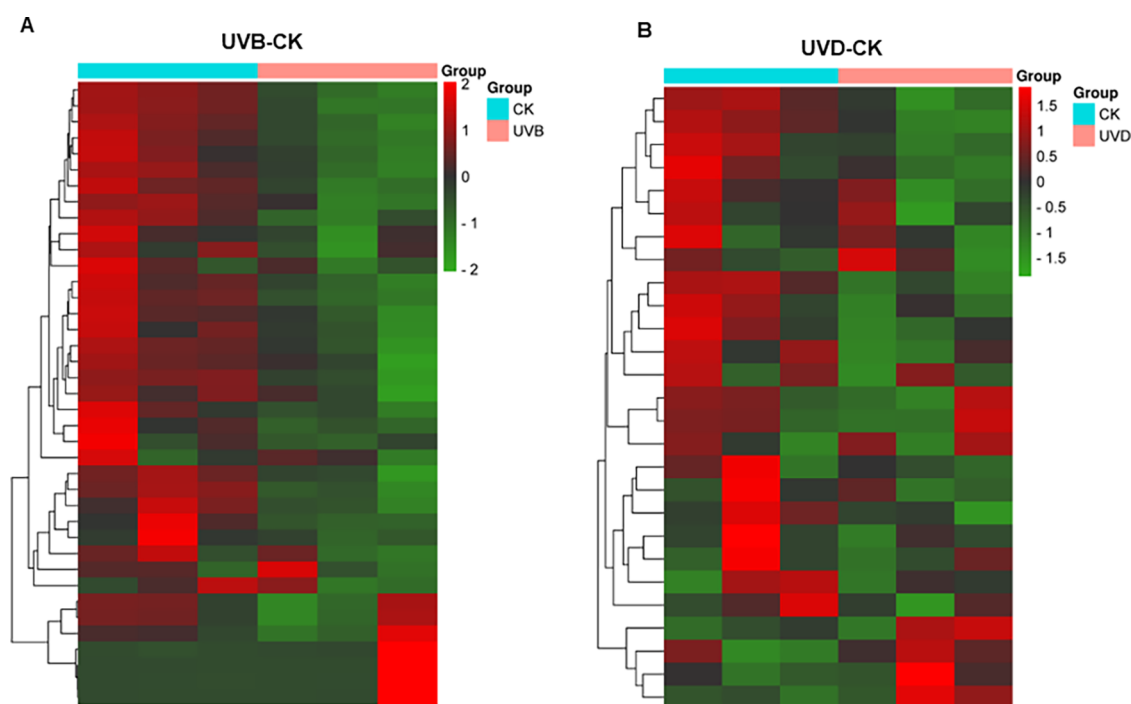 A
UVB-CK
Group
2
1
0
- 1
- 2
Group
CK
UVB
B
UVD-CK
Group
1.5
1
0.5
0
- 0.5
- 1
- 1.5
Group
CK
UVD